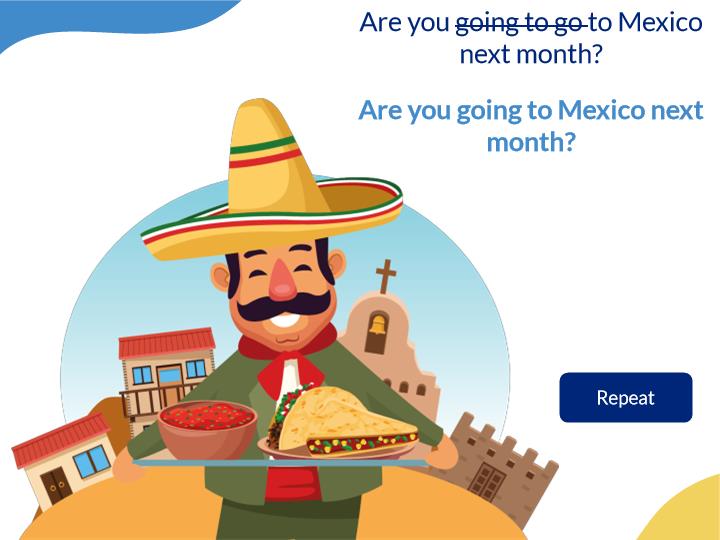 Are you going to go to Mexico
next month?
Are you going to Mexico next
month?
Repeat